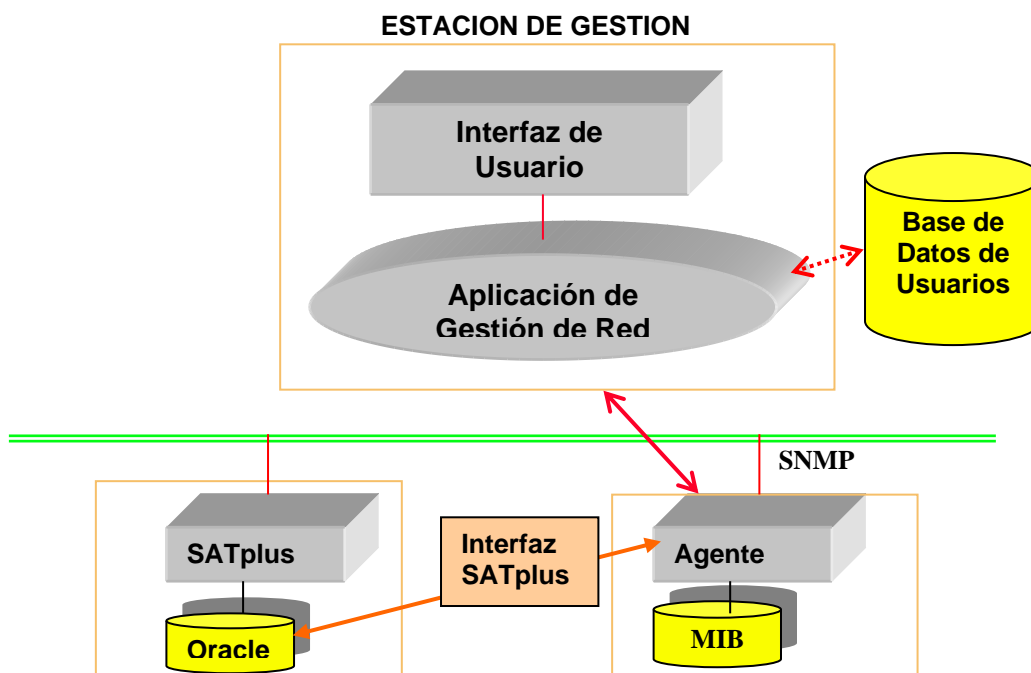 ESTACION DE GESTION
Interfaz de
Usuario
Base de
Datos de
Usuarios
Aplicación de
Gestión de Red
SNMP
SATplus
Interfaz
SATplus
Agente
Oracle
MIB